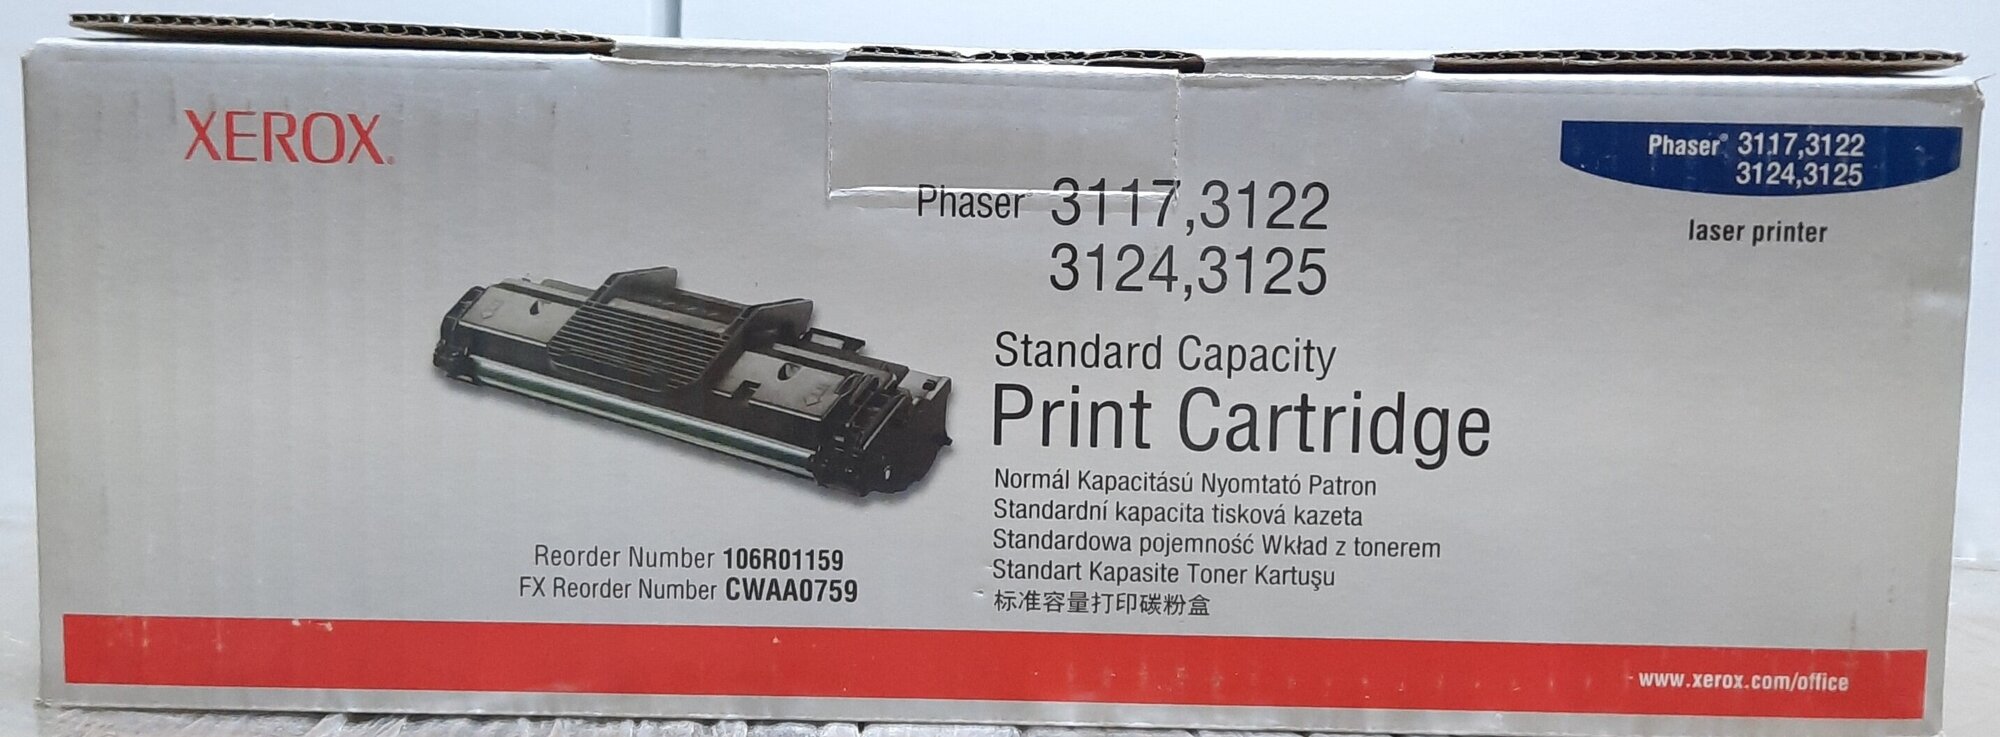 XEROX
Phaser® 3117,3122
3124,3125
laser printer
Phaser 3117,3122
3124,3125
Standard Capacity
Print Cartridge
Normál Kapacitású Nyomtató Patron
Standardní kapacita tisková kazeta
Standardowa pojemność Wkład z tonerem
Standart Kapasite Toner Kartuşu
标准容量打印碳粉盒
Reorder Number 106R01159
FX Reorder Number CWAA0759
www.xerox.com/office